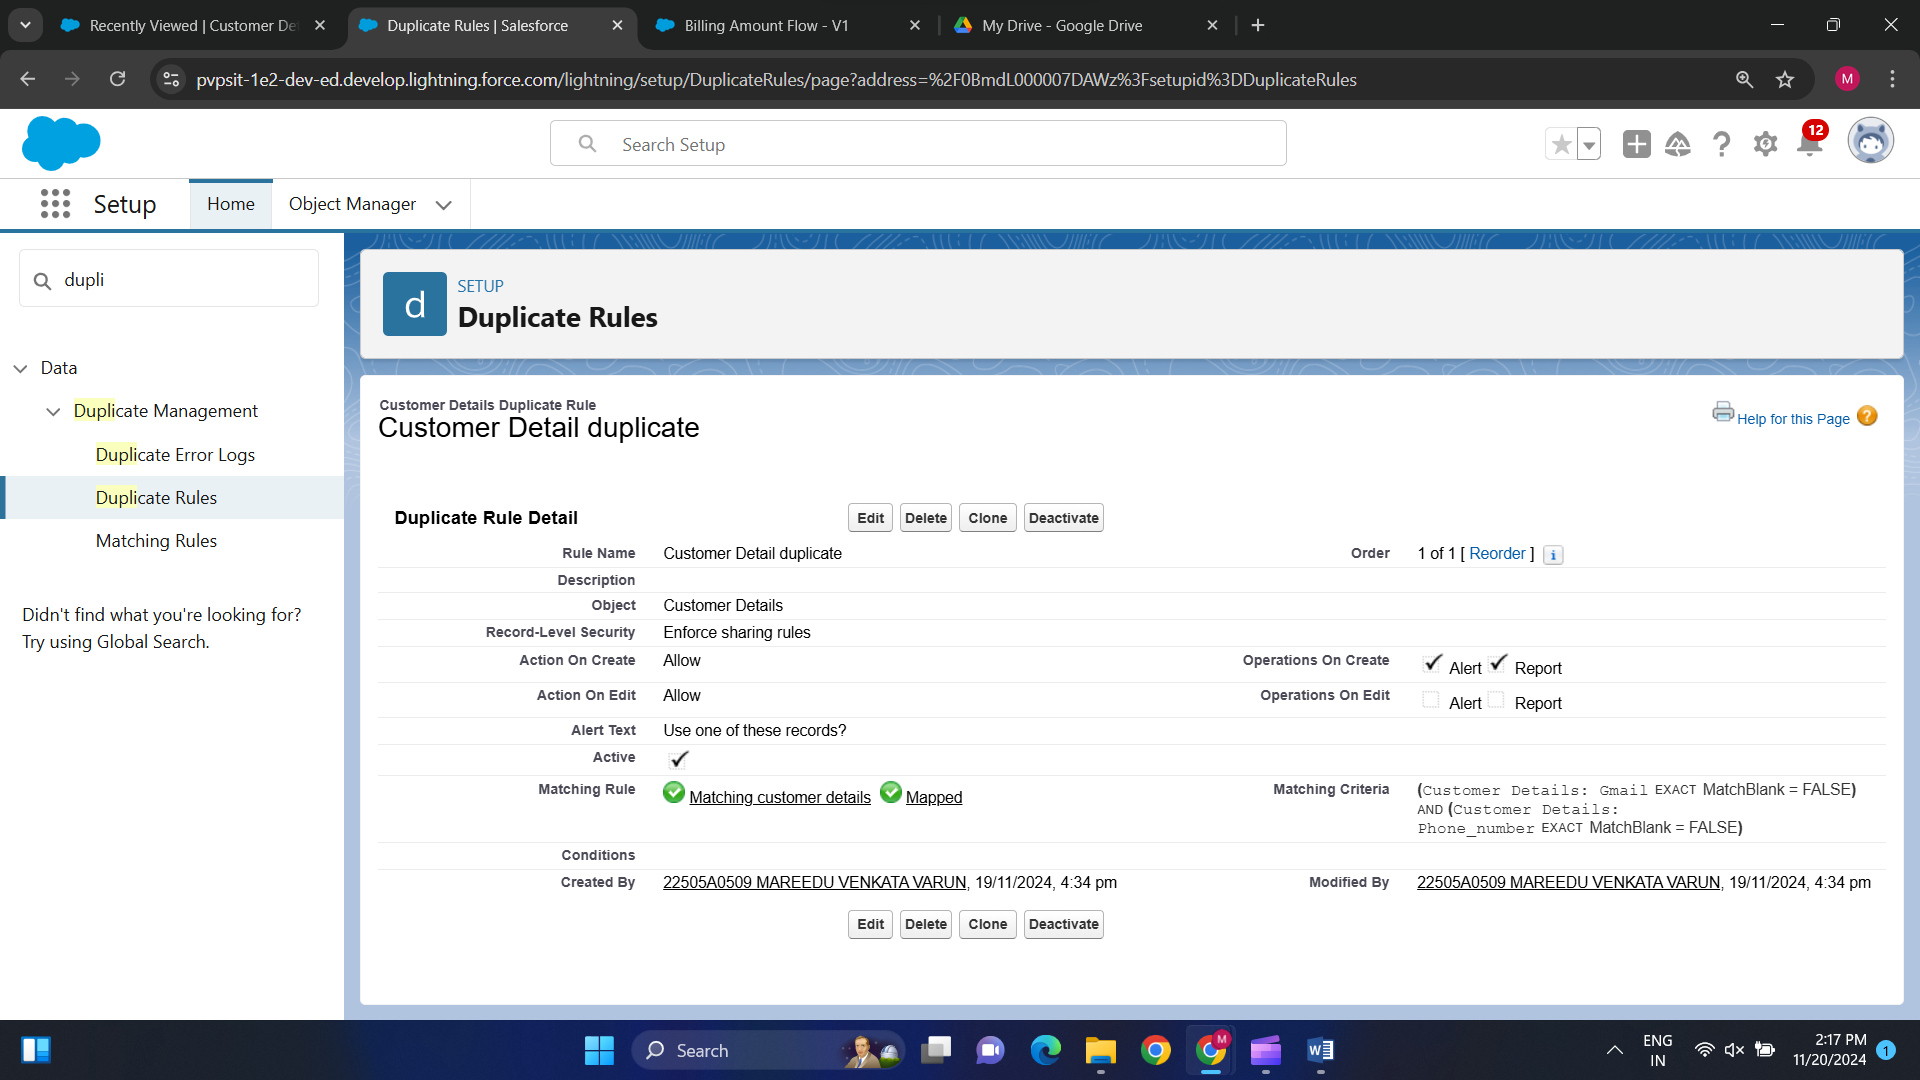 Recently Viewed | Customer De
Duplicate Rules | Salesforce
Billing Amount Flow - V1
My Drive - Google Drive
pvpsit-1e2-dev-ed.develop.lightning.force.com/lightning/setup/DuplicateRules/page?address=%2F0BmdL000007DAWz%3Fsetupid%3DDuplicateRules
M
Search Setup
12
Setup
Home
Object Manager
dupli
Data
Duplicate Management
Duplicate Error Logs
Duplicate Rules
Matching Rules
Didn't find what you're looking for?
Try using Global Search.
d
SETUP
Duplicate Rules
Customer Details Duplicate Rule
Customer Detail duplicate
Help for this Page
Duplicate Rule Detail
Edit Delete Clone Deactivate
Rule Name Customer Detail duplicate Order 1 of 1 [ Reorder ] i
Description
Object Customer Details
Record-Level Security Enforce sharing rules
Action On Create Allow Operations On Create Alert Report
Action On Edit Allow Operations On Edit Alert Report
Alert Text Use one of these records?
Active
Matching Rule Matching customer details Mapped Matching Criteria (Customer Details: Gmail EXACT MatchBlank = FALSE)
AND (Customer Details:
Phone_number EXACT MatchBlank = FALSE)
Conditions
Created By 22505A0509 MAREEDU VENKATA VARUN, 19/11/2024, 4:34 pm Modified By 22505A0509 MAREEDU VENKATA VARUN, 19/11/2024, 4:34 pm
Edit Delete Clone Deactivate
Search
M
ENG
IN
2:17 PM
11/20/2024
1